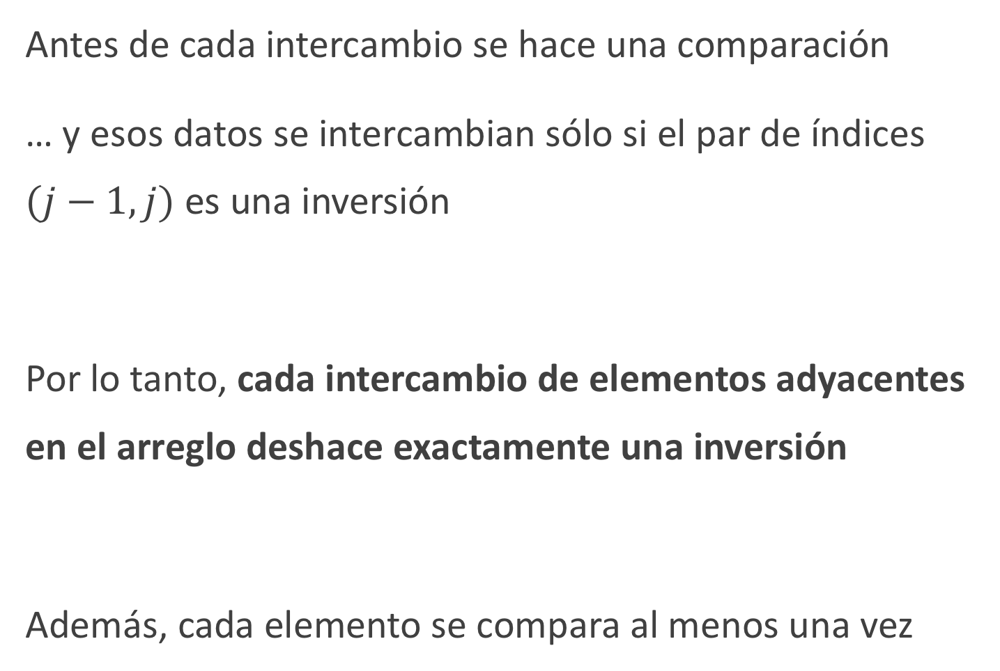 Antes de cada intercambio se hace una comparación
… y esos datos se intercambian sólo si el par de índices
(j − 1, j) es una inversión
Por lo tanto, cada intercambio de elementos adyacentes
en el arreglo deshace exactamente una inversión
Además, cada elemento se compara al menos una vez